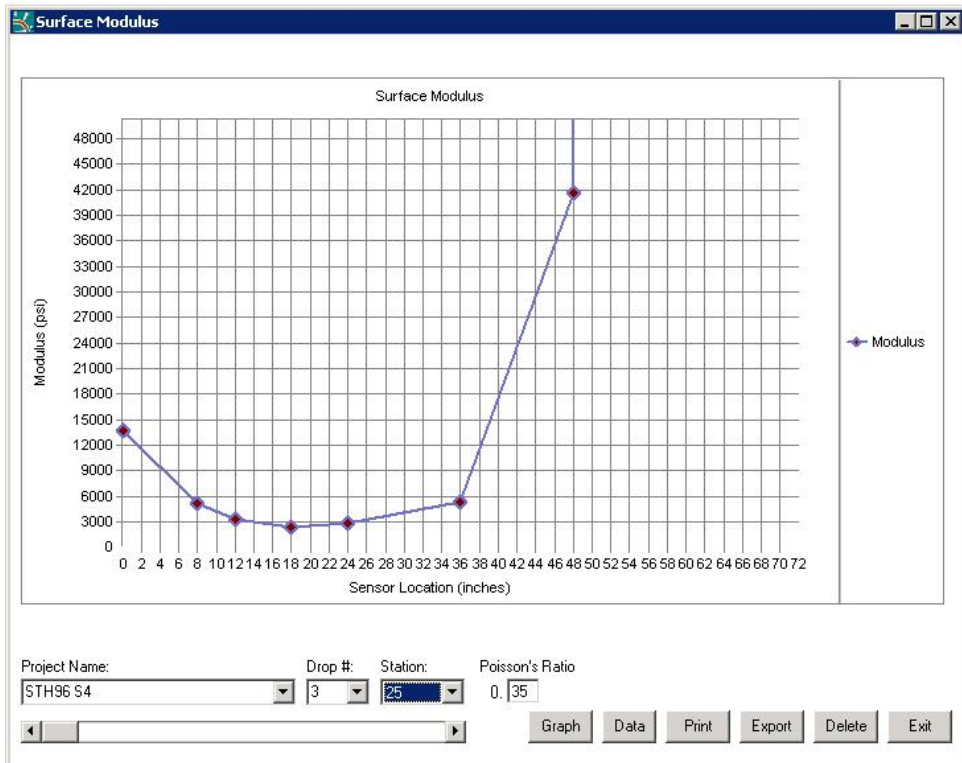 Surface Modulus
Surface Modulus
Modulus (psi)
48000
45000
42000
39000
36000
33000
30000
27000
24000
21000
18000
15000
12000
9000
6000
3000
0
0 2 4 6 8 10 12 14 16 18 20 22 24 26 28 30 32 34 36 38 40 42 44 46 48 50 52 54 56 58 60 62 64 66 68 70 72
Sensor Location (inches)
Modulus
Project Name: Drop #: Station: Poisson's Ratio
STH96 S4 3 25 0. 35
Graph Data Print Export Delete Exit